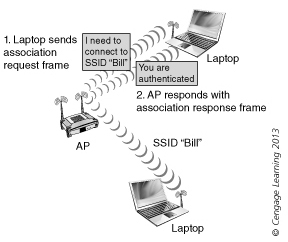 1. Laptop sends
association
request frame
I need to
connect to
SSID “Bill”
Laptop
You are
authenticated
2. AP responds with
association response frame
AP
SSID “Bill”
Laptop
© Cengage Learning 2013